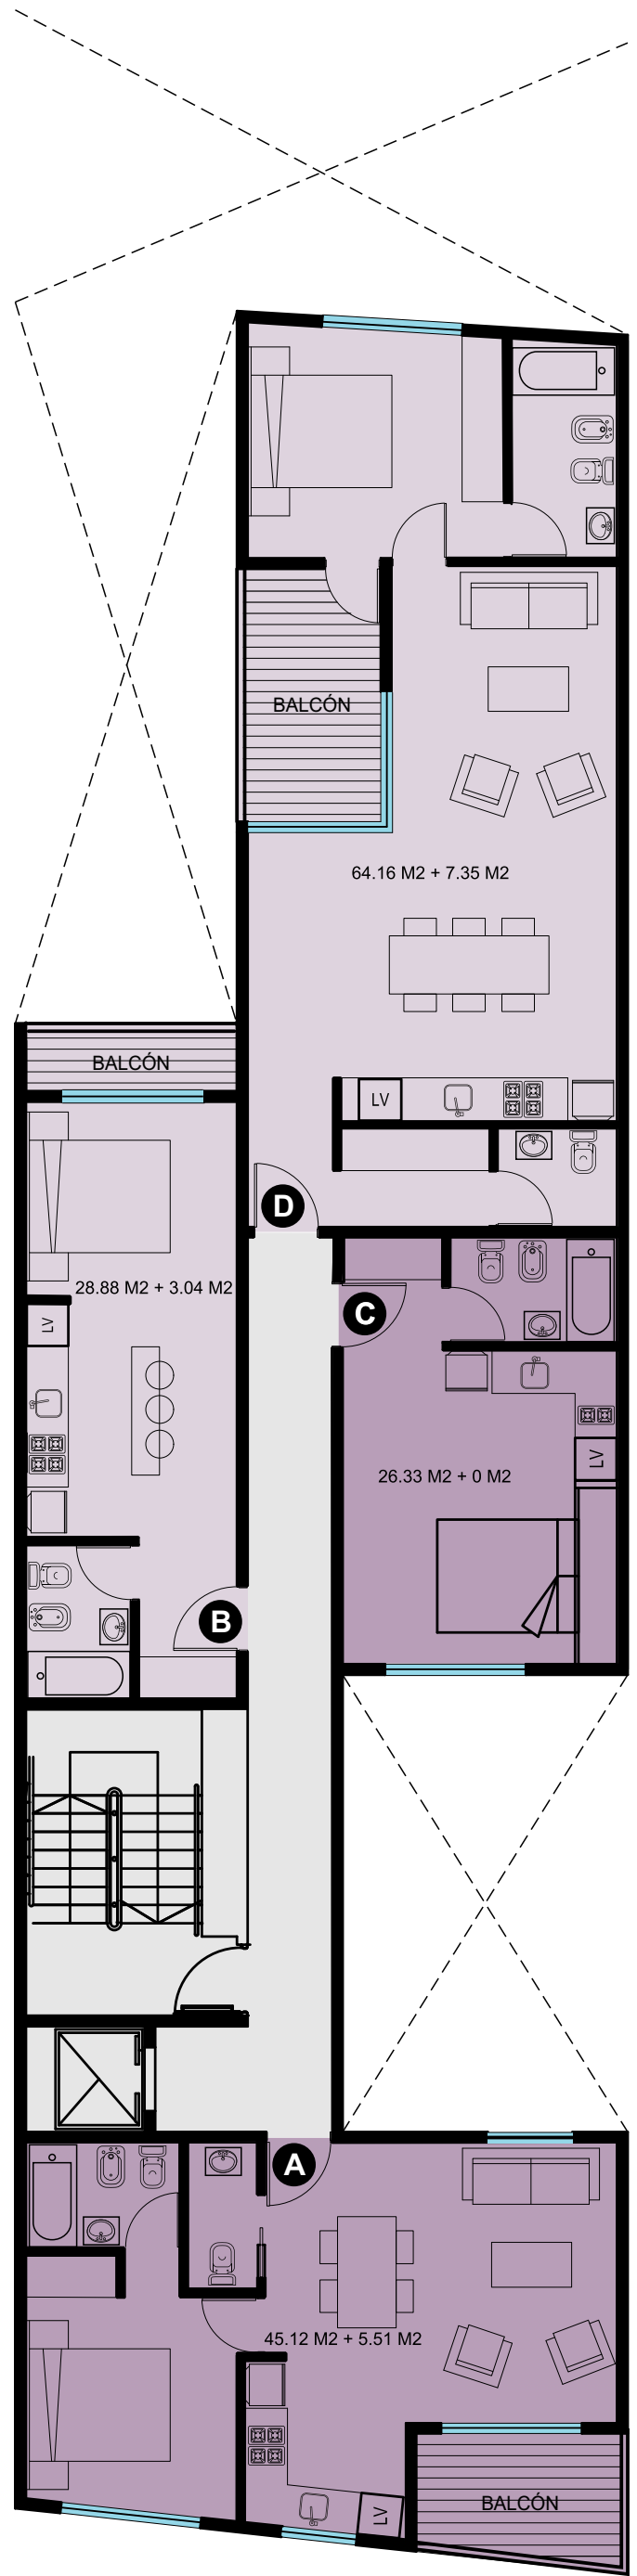 BALCÓN
64.16 M2 + 7.35 M2
BALCÓN
LV
D
28.88 M2 + 3.04 M2
C
LV
LV
26.33 M2 + 0 M2
B
A
45.12 M2 + 5.51 M2
BALCÓN
LV